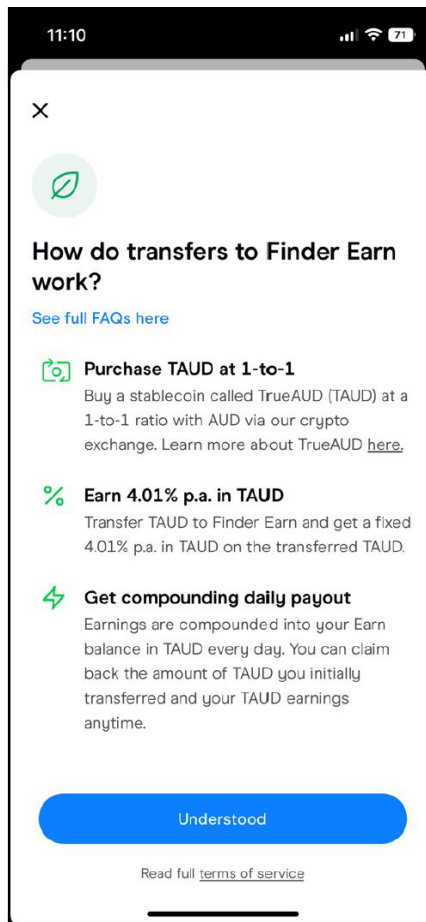 11:10
71
How do transfers to Finder Earn
work?
See full FAQs here
Purchase TAUD at 1-to-1
Buy a stablecoin called TrueAUD (TAUD) at a
1-to-1 ratio with AUD via our crypto
exchange. Learn more about TrueAUD here.
Earn 4.01% p.a. in TAUD
Transfer TAUD to Finder Earn and get a fixed
4.01% p.a. in TAUD on the transferred TAUD.
Get compounding daily payout
Earnings are compounded into your Earn
balance in TAUD every day. You can claim
back the amount of TAUD you initially
transferred and your TAUD earnings
anytime.
Understood
Read full terms of service